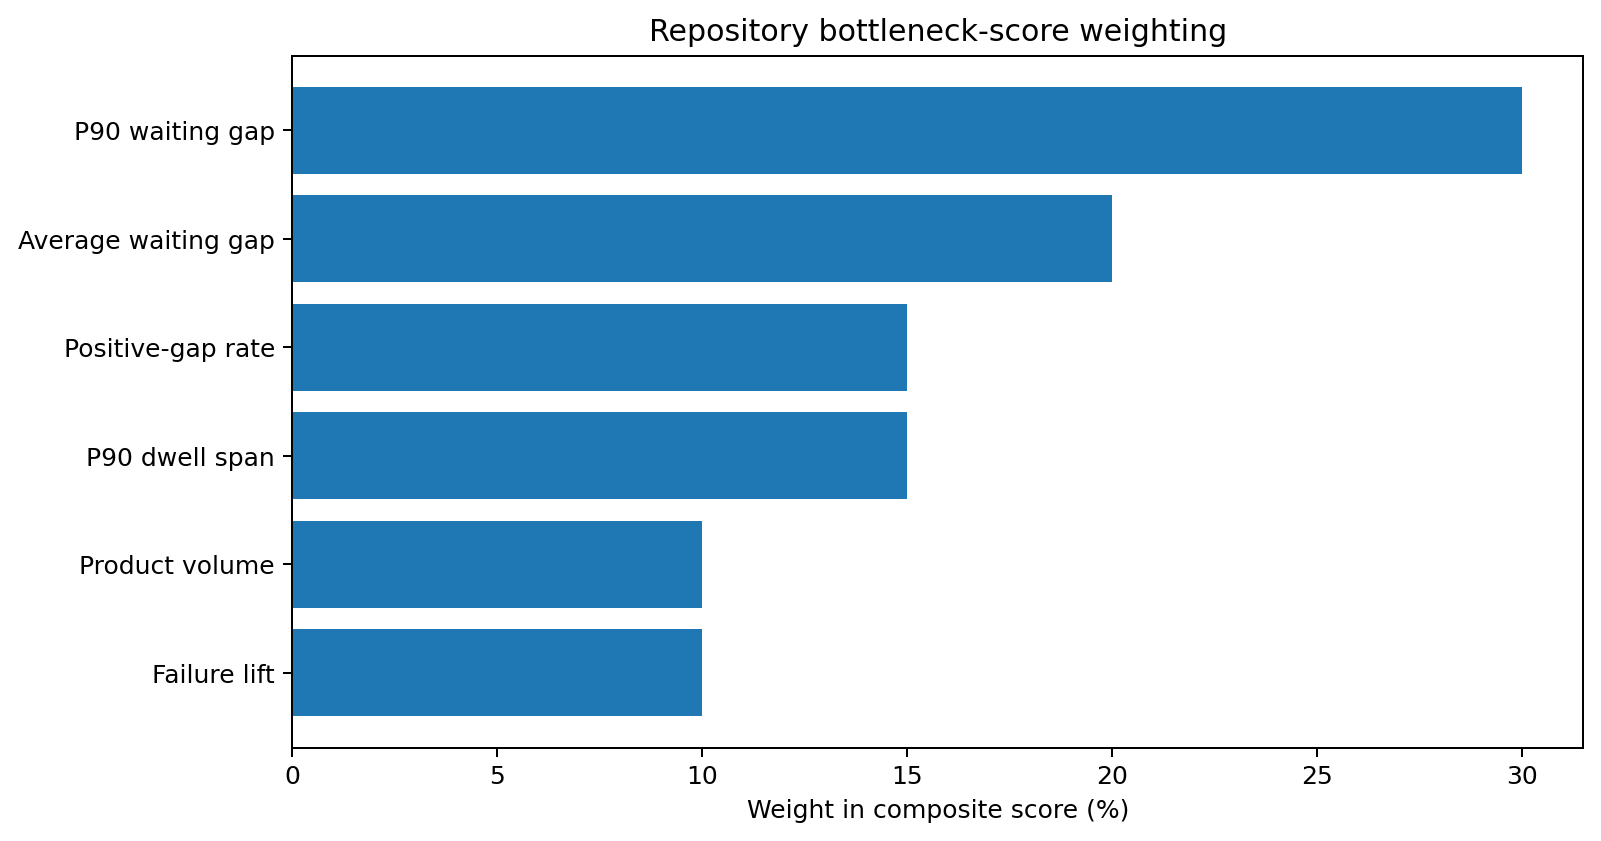 Repository bottleneck-score weighting
P90 waiting gap
Average waiting gap
Positive-gap rate
P90 dwell span
Product volume
Failure lift
0 5 10 15 20 25 30
Weight in composite score (%)